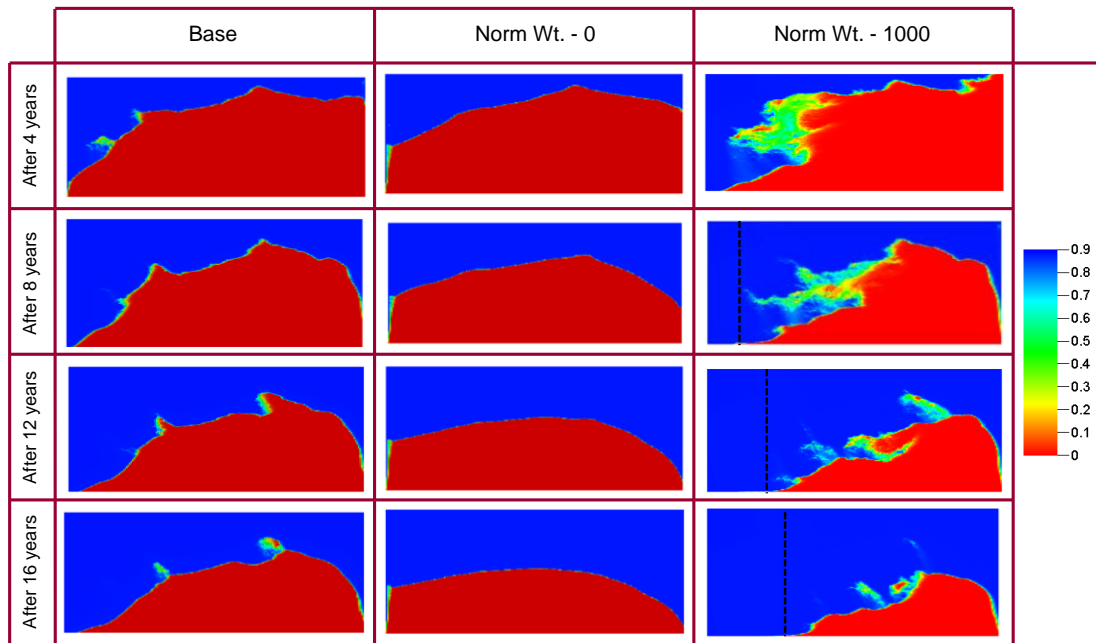 Base
Norm Wt. - 0
Norm Wt. - 1000
After 4 years
After 8 years
After 12 years
After 16 years
0.9
0.8
0.7
0.6
0.5
0.4
0.3
0.2
0.1
0